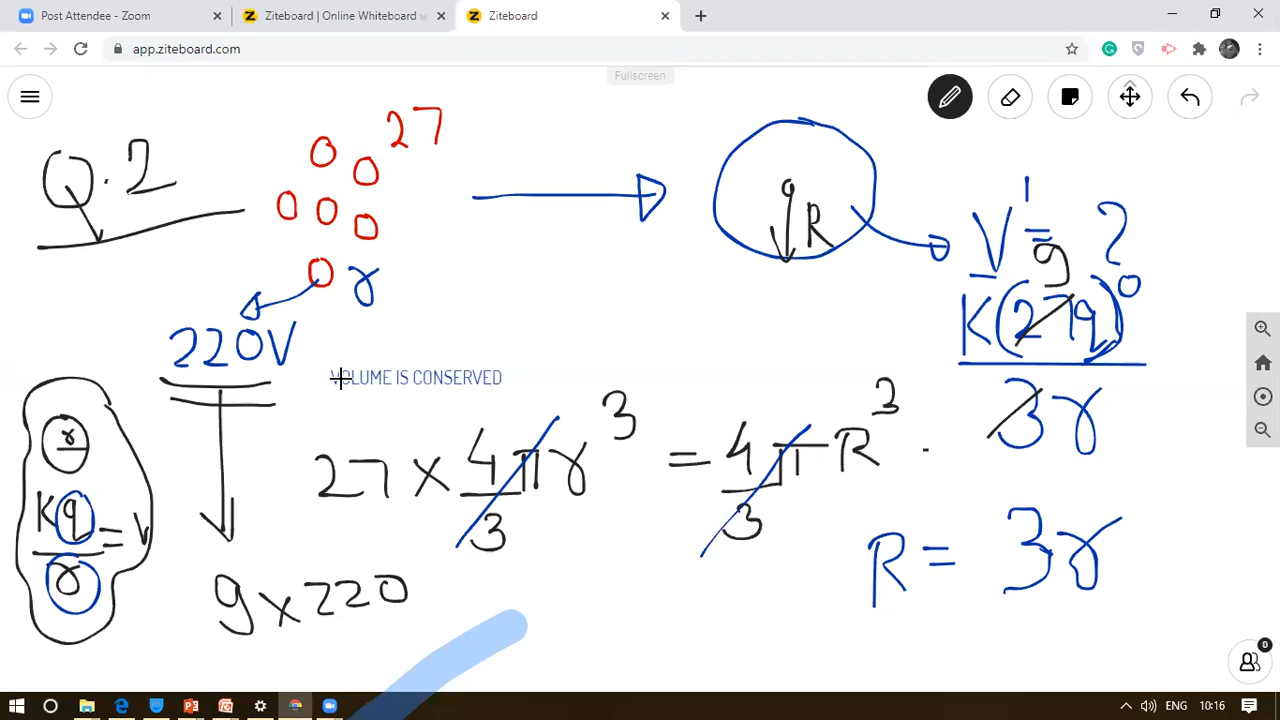 Post Attendee - Zoom
Ziteboard | Online Whiteboard w
Ziteboard
app.ziteboard.com
Fullscreen
Q.2
27
r
220V
R
V' = ?
9
K(27q)
3r
VOLUME IS CONSERVED
27 × 4/3 πr³ = 4/3 πR³
r
Kq/r = V
R = 3r
9×220
0
ENG
10:16